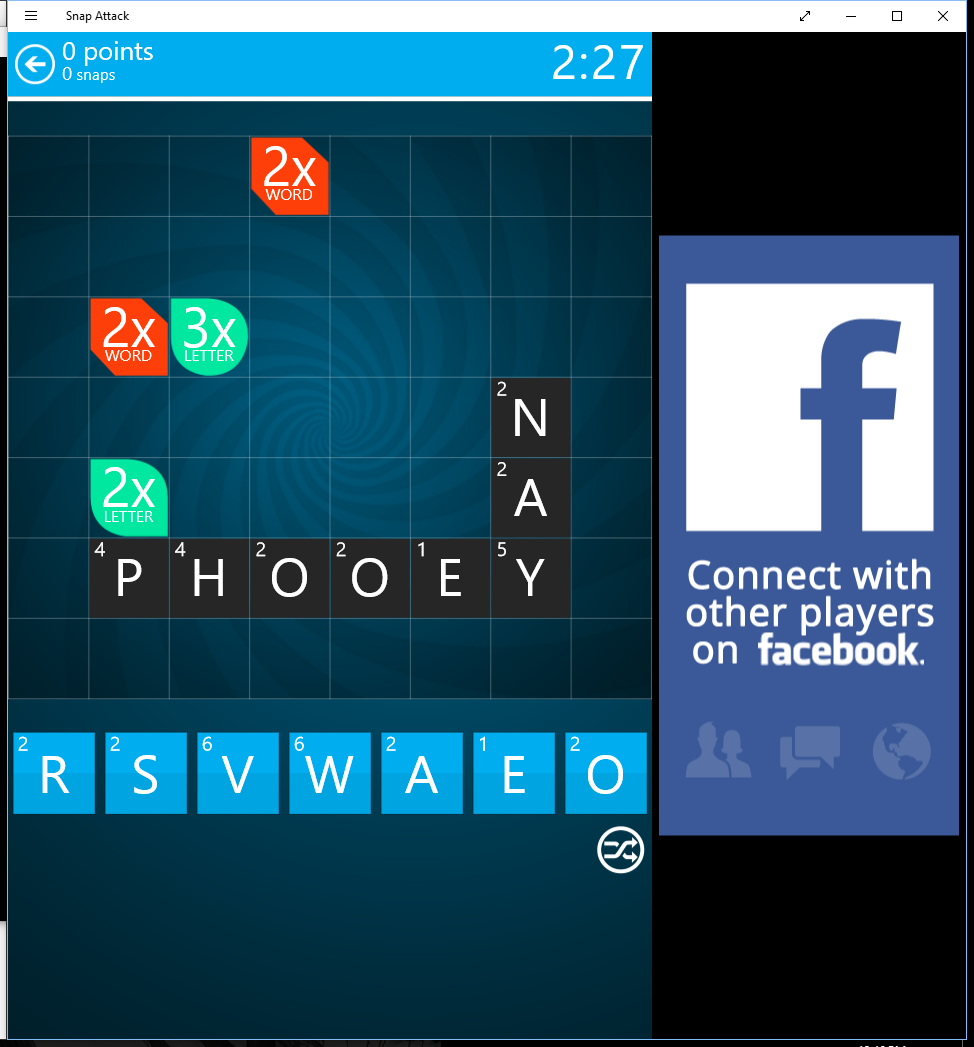 Snap Attack
0 points
0 snaps
2:27
2x
WORD
2x
WORD
3x
LETTER
2
N
2x
LETTER
2
A
4 P 4 H 2 O 2 O 1 E 5 Y
2 R 2 S 6 V 6 W 2 A 1 E 2 O
f
Connect with
other players
on facebook.